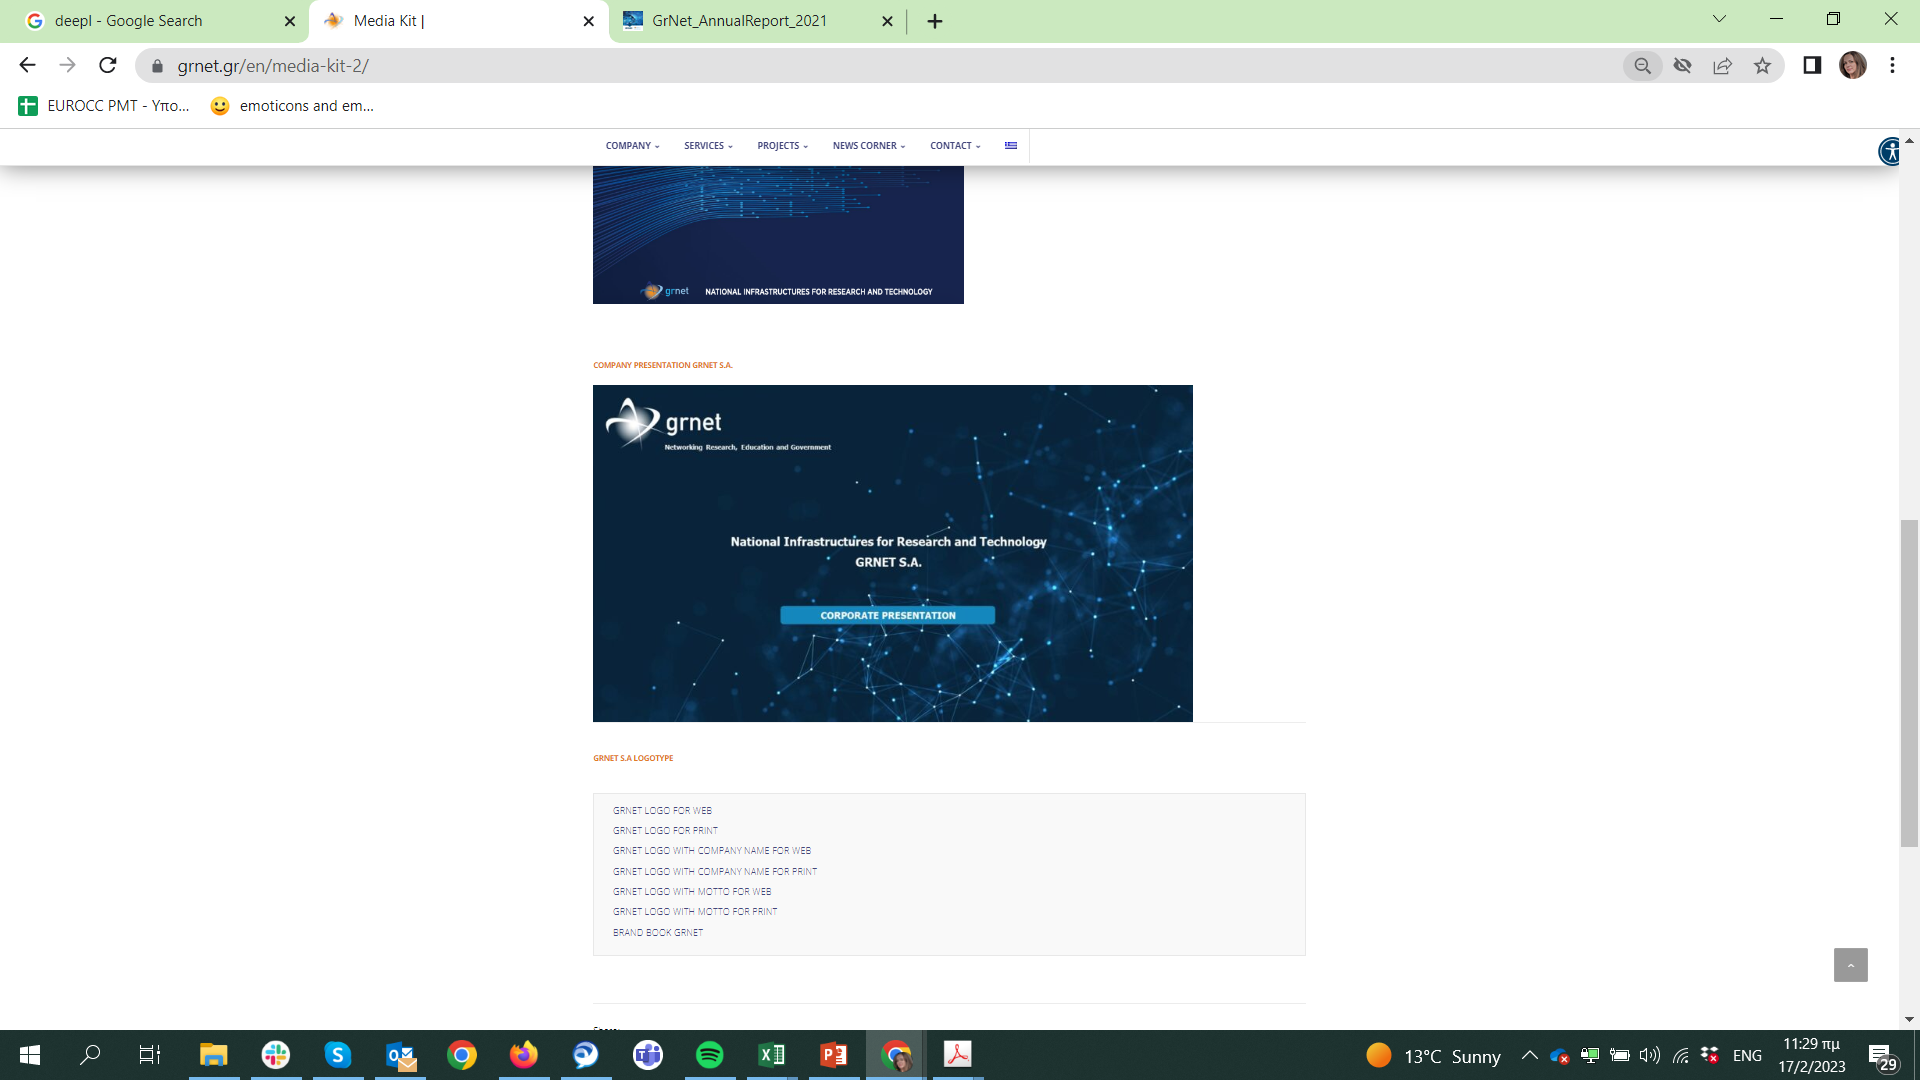 deepl - Google Search
Media Kit |
GrNet_AnnualReport_2021
grnet.gr/en/media-kit-2/
EUROCC PMT - Υπο...
emoticons and em...
COMPANY
SERVICES
PROJECTS
NEWS CORNER
CONTACT
grnet
NATIONAL INFRASTRUCTURES FOR RESEARCH AND TECHNOLOGY
COMPANY PRESENTATION GRNET S.A.
grnet
Networking Research, Education and Government
National Infrastructures for Research and Technology
GRNET S.A.
CORPORATE PRESENTATION
GRNET S.A LOGOTYPE
GRNET LOGO FOR WEB
GRNET LOGO FOR PRINT
GRNET LOGO WITH COMPANY NAME FOR WEB
GRNET LOGO WITH COMPANY NAME FOR PRINT
GRNET LOGO WITH MOTTO FOR WEB
GRNET LOGO WITH MOTTO FOR PRINT
BRAND BOOK GRNET
13°C Sunny
ENG
11:29 πμ
17/2/2023
29